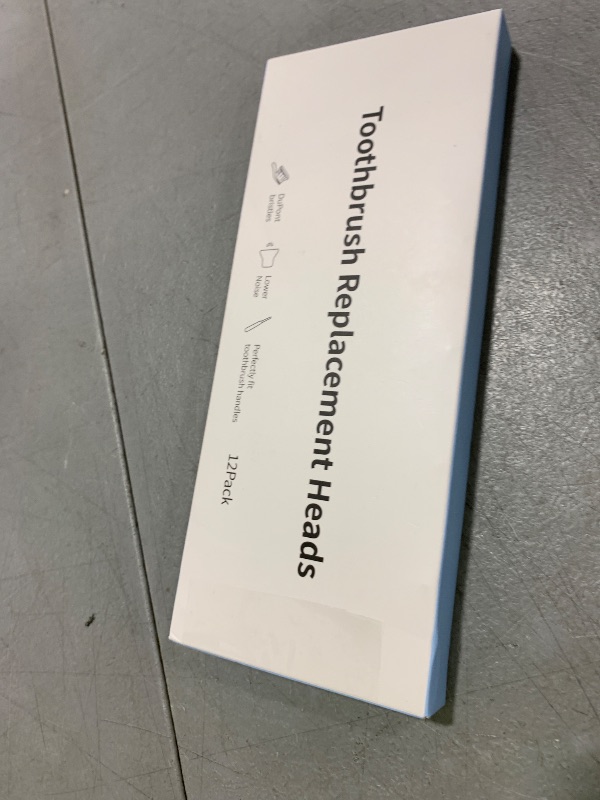 Toothbrush Replacement Heads
DuPont
bristles
Lower
Noise
Perfectly fit
toothbrush handles
12Pack